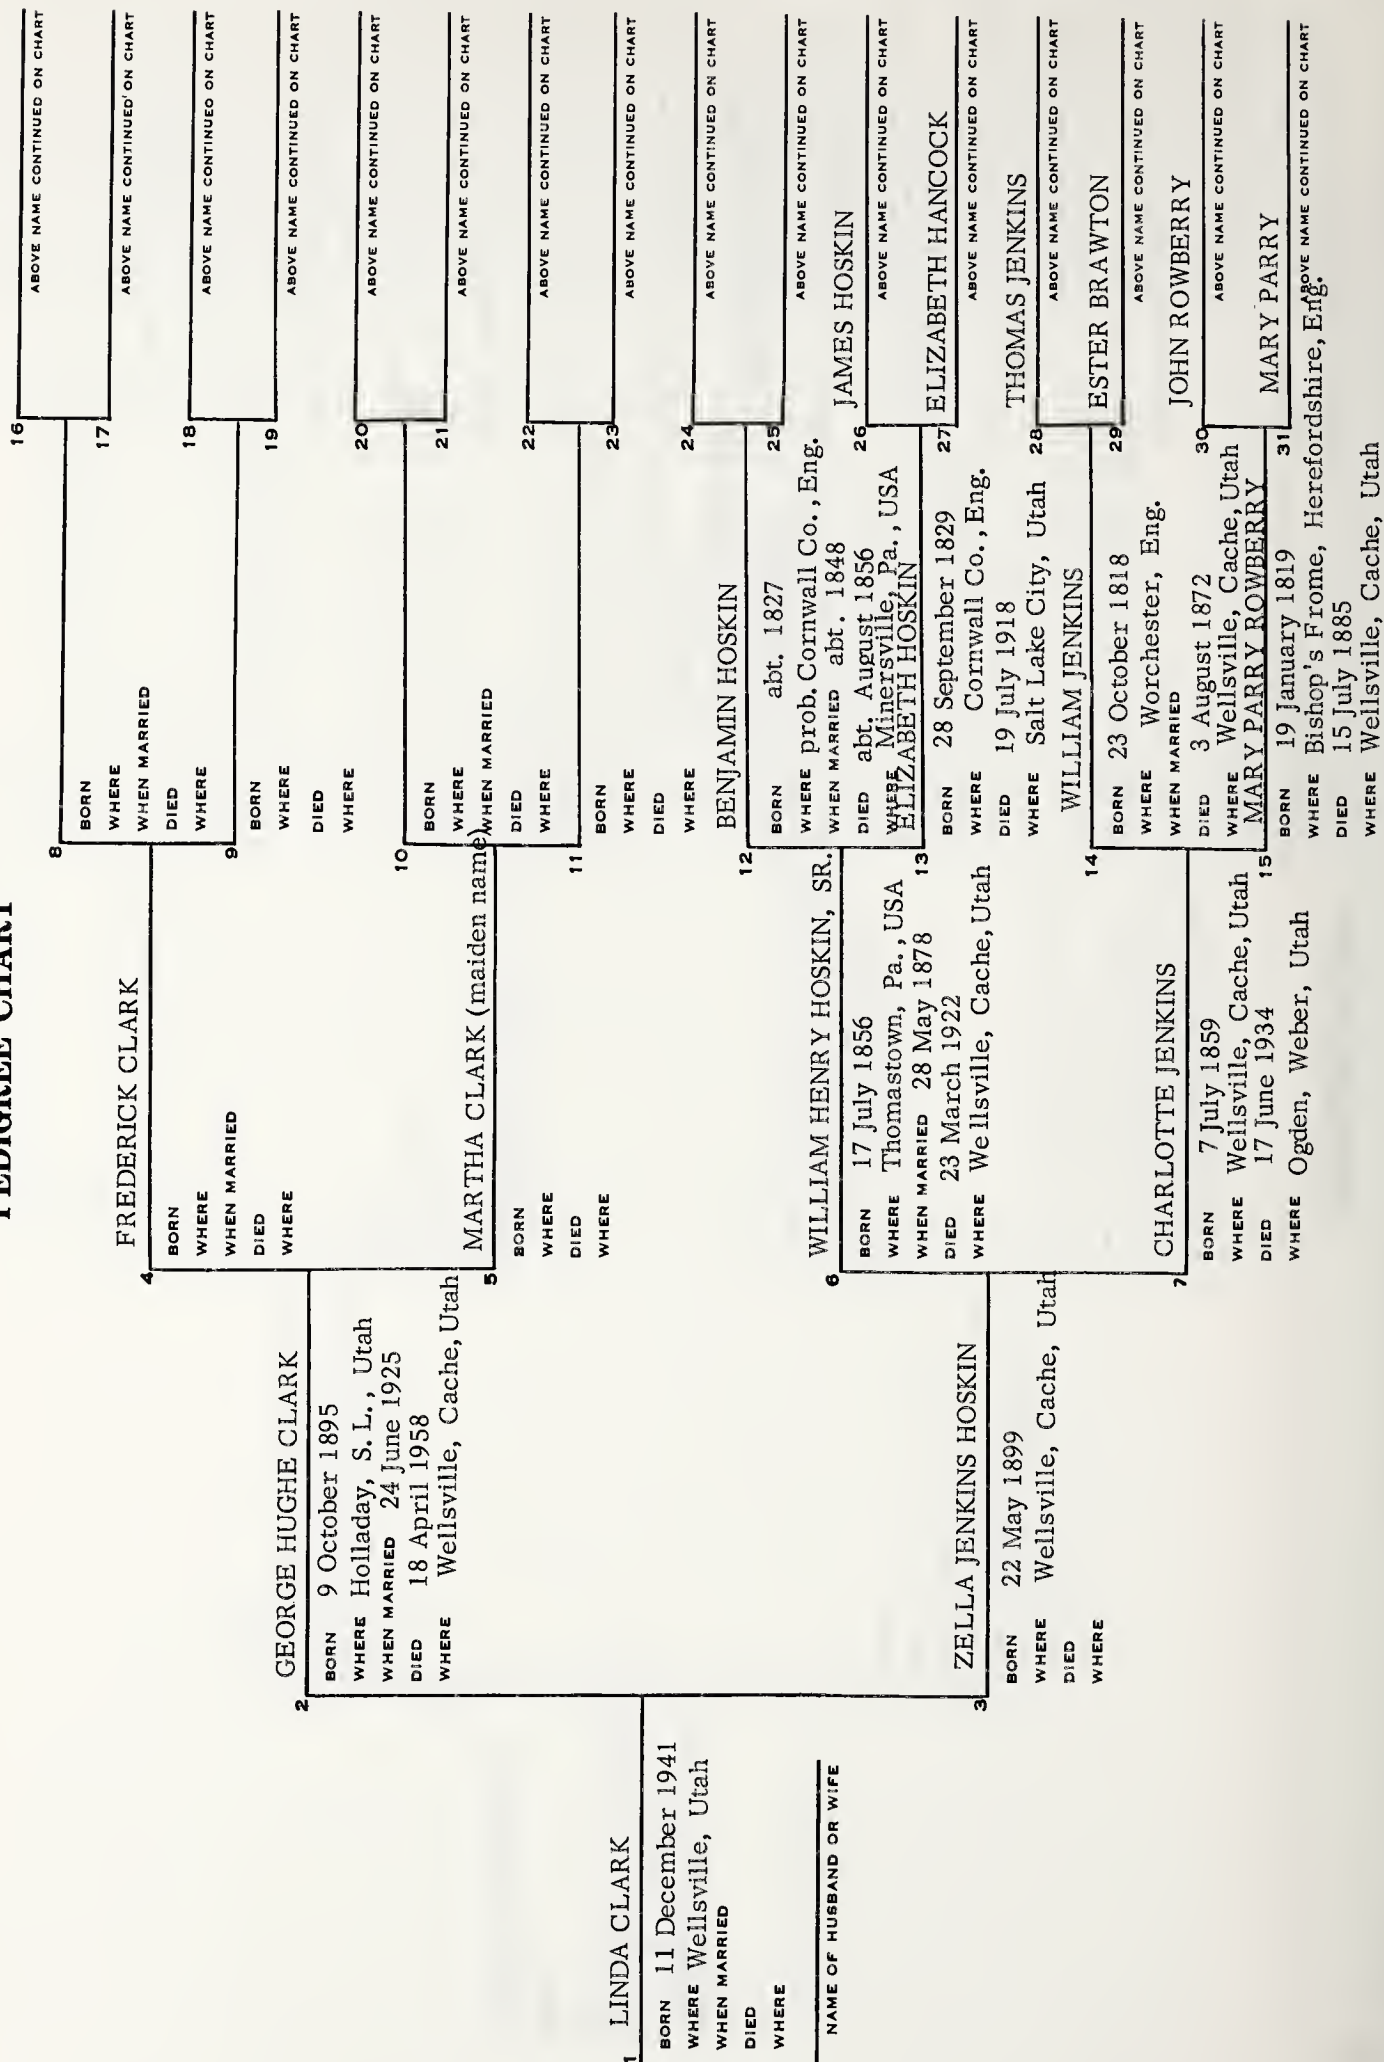 PEDIGREE CHART
1
LINDA CLARK
BORN 11 December 1941
WHERE Wellsville, Utah
WHEN MARRIED
DIED
WHERE
NAME OF HUSBAND OR WIFE
2
GEORGE HUGHE CLARK
BORN 9 October 1895
WHERE Holladay, S. L., Utah
WHEN MARRIED 24 June 1925
DIED 18 April 1958
WHERE Wellsville, Cache, Utah
3
ZELLA JENKINS HOSKIN
BORN 22 May 1899
WHERE Wellsville, Cache, Utah
DIED
WHERE
4
FREDERICK CLARK
BORN
WHERE
WHEN MARRIED
DIED
WHERE
5
MARTHA CLARK (maiden name)
BORN
WHERE
DIED
WHERE
6
WILLIAM HENRY HOSKIN, SR.
BORN 17 July 1856
WHERE Thomastown, Pa., USA
WHEN MARRIED 28 May 1878
DIED 23 March 1922
WHERE Wellsville, Cache, Utah
7
CHARLOTTE JENKINS
BORN 7 July 1859
WHERE Wellsville, Cache, Utah
DIED 17 June 1934
WHERE Ogden, Weber, Utah
8
BORN
WHERE
WHEN MARRIED
DIED
WHERE
9
BORN
WHERE
DIED
WHERE
10
BORN
WHERE
WHEN MARRIED
DIED
WHERE
11
BORN
WHERE
DIED
WHERE
12
BENJAMIN HOSKIN
BORN abt. 1827
WHERE prob. Cornwall Co., Eng.
WHEN MARRIED abt. 1848
DIED abt. August 1856
WHERE Minersville, Pa., USA
13
ELIZABETH HOSKIN
BORN 28 September 1829
WHERE Cornwall Co., Eng.
DIED 19 July 1918
WHERE Salt Lake City, Utah
14
WILLIAM JENKINS
BORN 23 October 1818
WHERE Worchester, Eng.
WHEN MARRIED
DIED 3 August 1872
WHERE Wellsville, Cache, Utah
15
MARY PARRY ROWBERRY
BORN 19 January 1819
WHERE Bishop's Frome, Herefordshire, Eng.
DIED 15 July 1885
WHERE Wellsville, Cache, Utah
16
ABOVE NAME CONTINUED ON CHART
17
ABOVE NAME CONTINUED ON CHART
18
ABOVE NAME CONTINUED ON CHART
19
ABOVE NAME CONTINUED ON CHART
20
ABOVE NAME CONTINUED ON CHART
21
ABOVE NAME CONTINUED ON CHART
22
ABOVE NAME CONTINUED ON CHART
23
ABOVE NAME CONTINUED ON CHART
24
ABOVE NAME CONTINUED ON CHART
25
ABOVE NAME CONTINUED ON CHART
26
JAMES HOSKIN
ABOVE NAME CONTINUED ON CHART
27
ELIZABETH HANCOCK
ABOVE NAME CONTINUED ON CHART
28
THOMAS JENKINS
ABOVE NAME CONTINUED ON CHART
29
ESTER BRAWTON
ABOVE NAME CONTINUED ON CHART
30
JOHN ROWBERRY
ABOVE NAME CONTINUED ON CHART
31
MARY PARRY
ABOVE NAME CONTINUED ON CHART